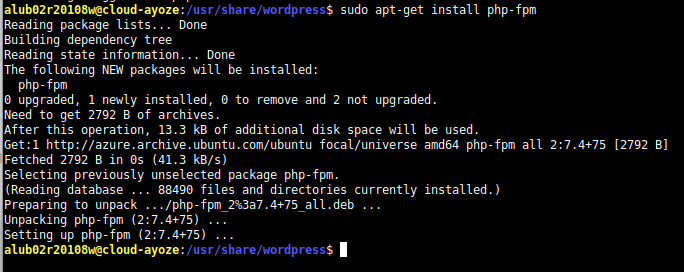 alub02r20108w@cloud-ayoze:/usr/share/wordpress$ sudo apt-get install php-fpm
Reading package lists... Done
Building dependency tree
Reading state information... Done
The following NEW packages will be installed:
  php-fpm
0 upgraded, 1 newly installed, 0 to remove and 2 not upgraded.
Need to get 2792 B of archives.
After this operation, 13.3 kB of additional disk space will be used.
Get:1 http://azure.archive.ubuntu.com/ubuntu focal/universe amd64 php-fpm all 2:7.4+75 [2792 B]
Fetched 2792 B in 0s (41.3 kB/s)
Selecting previously unselected package php-fpm.
(Reading database ... 88490 files and directories currently installed.)
Preparing to unpack .../php-fpm_2%3a7.4+75_all.deb ...
Unpacking php-fpm (2:7.4+75) ...
Setting up php-fpm (2:7.4+75) ...
alub02r20108w@cloud-ayoze:/usr/share/wordpress$